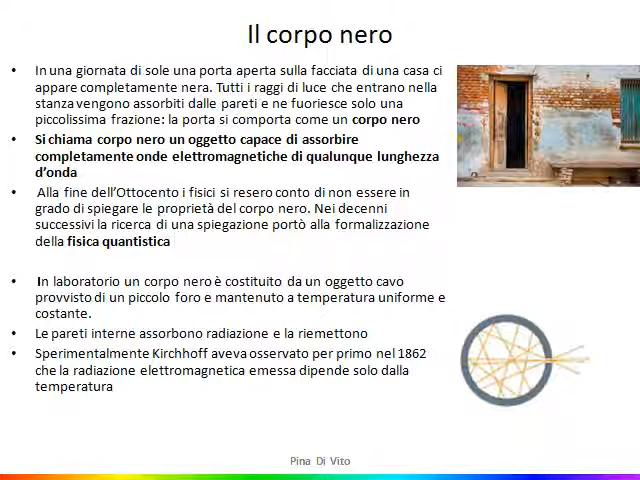 Il corpo nero
• In una giornata di sole una porta aperta sulla facciata di una casa ci
appare completamente nera. Tutti i raggi di luce che entrano nella
stanza vengono assorbiti dalle pareti e ne fuoriesce solo una
piccolissima frazione: la porta si comporta come un corpo nero
• Si chiama corpo nero un oggetto capace di assorbire
completamente onde elettromagnetiche di qualunque lunghezza
d'onda
• Alla fine dell'Ottocento i fisici si resero conto di non essere in
grado di spiegare le proprietà del corpo nero. Nei decenni
successivi la ricerca di una spiegazione portò alla formalizzazione
della fisica quantistica
• In laboratorio un corpo nero è costituito da un oggetto cavo
provvisto di un piccolo foro e mantenuto a temperatura uniforme e
costante.
• Le pareti interne assorbono radiazione e la riemettono
• Sperimentalmente Kirchhoff aveva osservato per primo nel 1862
che la radiazione elettromagnetica emessa dipende solo dalla
temperatura
Pina Di Vito